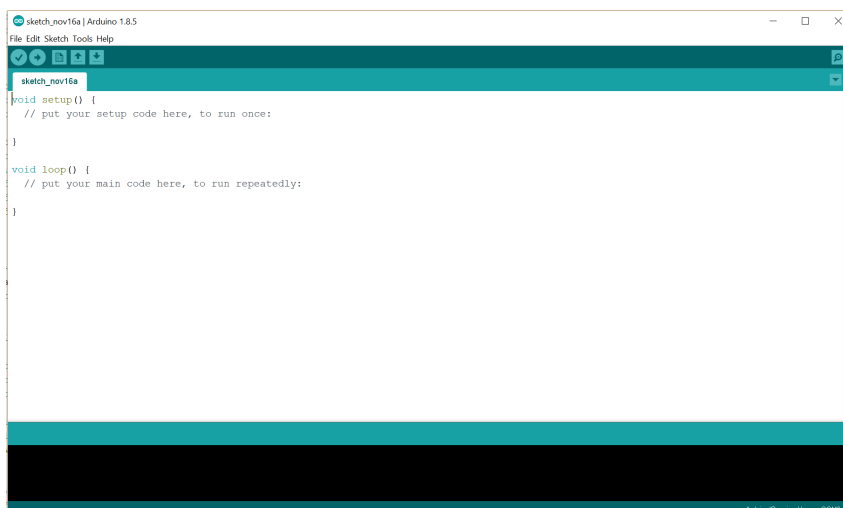 sketch_nov16a | Arduino 1.8.5
File Edit Sketch Tools Help
sketch_nov16a
void setup() {
  // put your setup code here, to run once:
}
void loop() {
  // put your main code here, to run repeatedly:
}